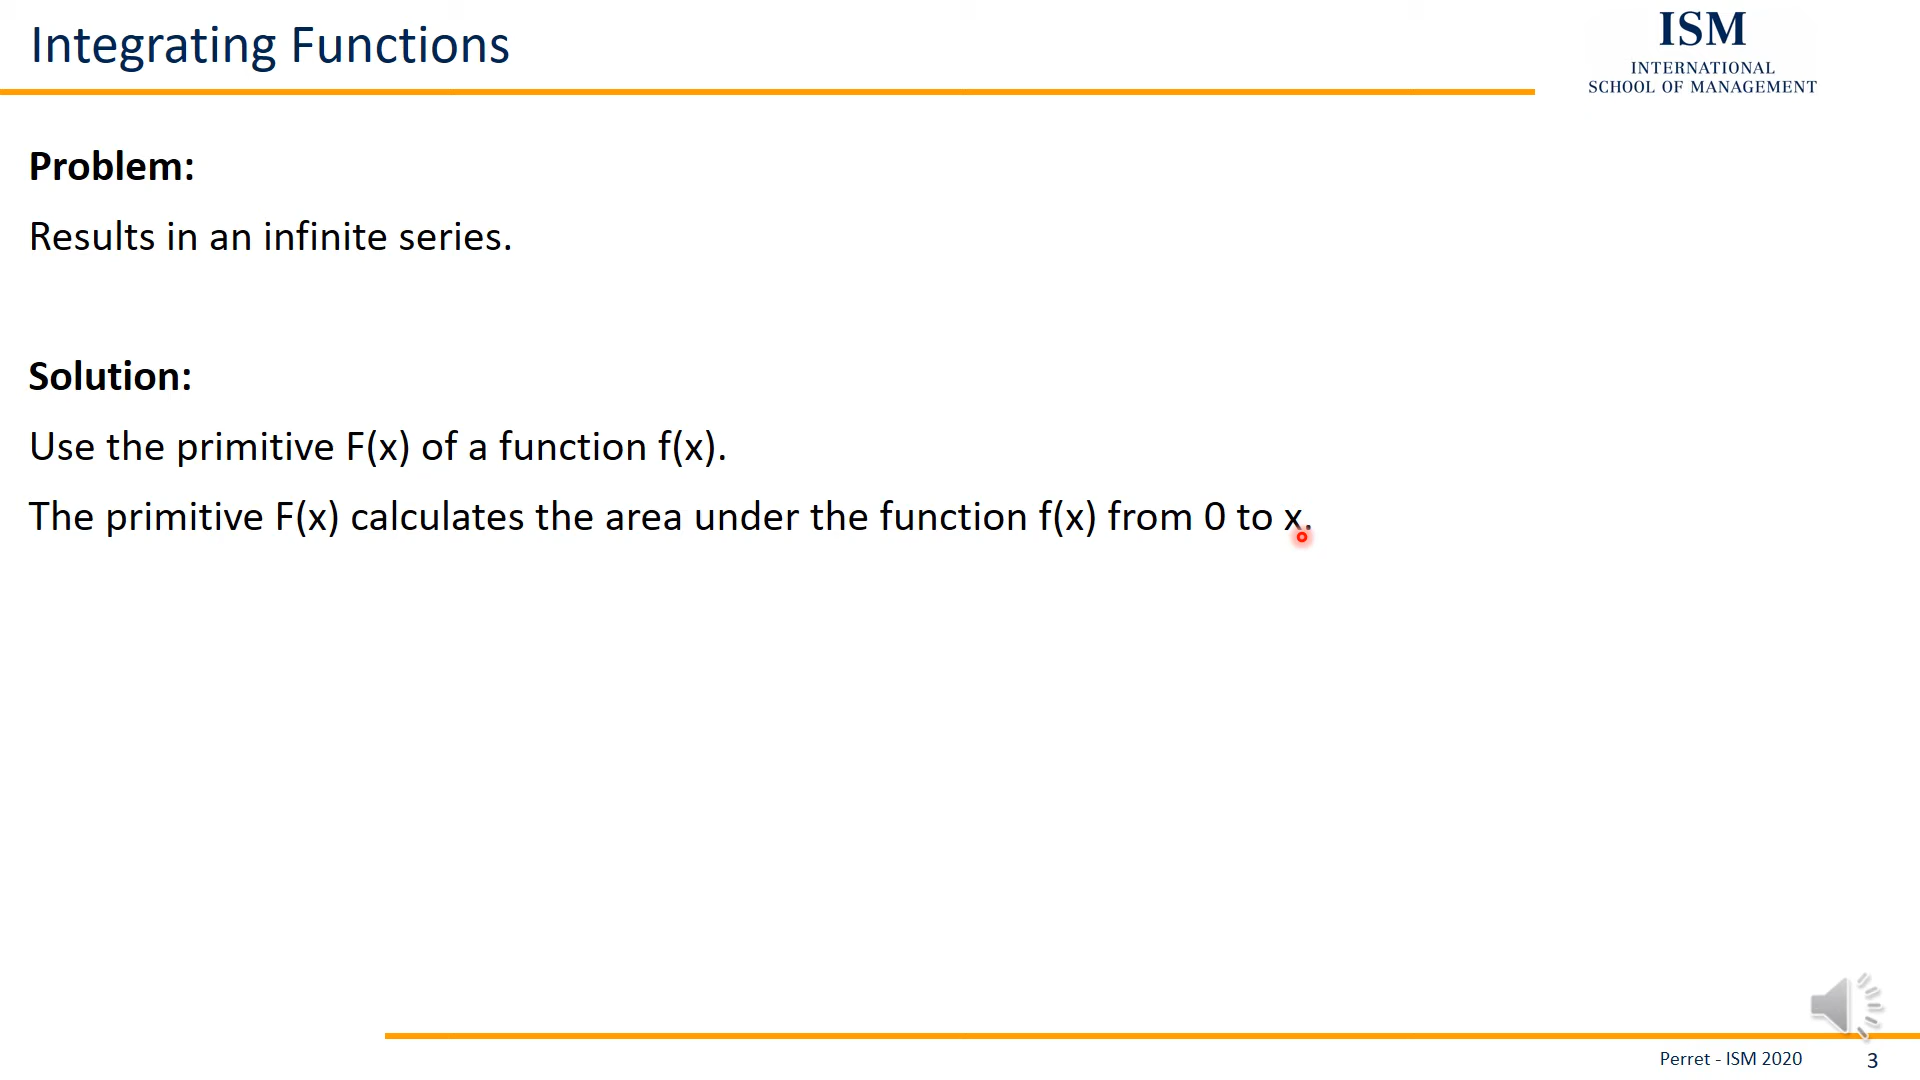 Integrating Functions
ISM
INTERNATIONAL
SCHOOL OF MANAGEMENT
Problem:
Results in an infinite series.
Solution:
Use the primitive F(x) of a function f(x).
The primitive F(x) calculates the area under the function f(x) from 0 to x.
Perret - ISM 2020
3